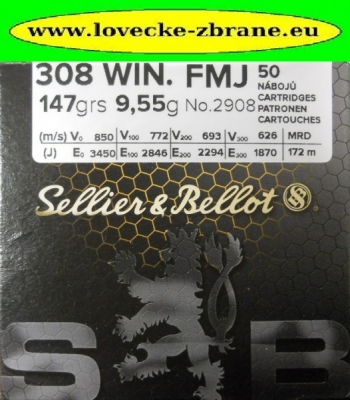 www.lovecke-zbrane.eu
308 WIN. FMJ 50
NÁBOJŮ
CARTRIDGES
PATRONEN
CARTOUCHES
147grs 9,55g No.2908
(m/s) V0 850 V100 772 V200 693 V300 626 MRD
(J) E0 3450 E100 2846 E200 2294 E300 1870 172 m
Sellier & Bellot S&B
S B